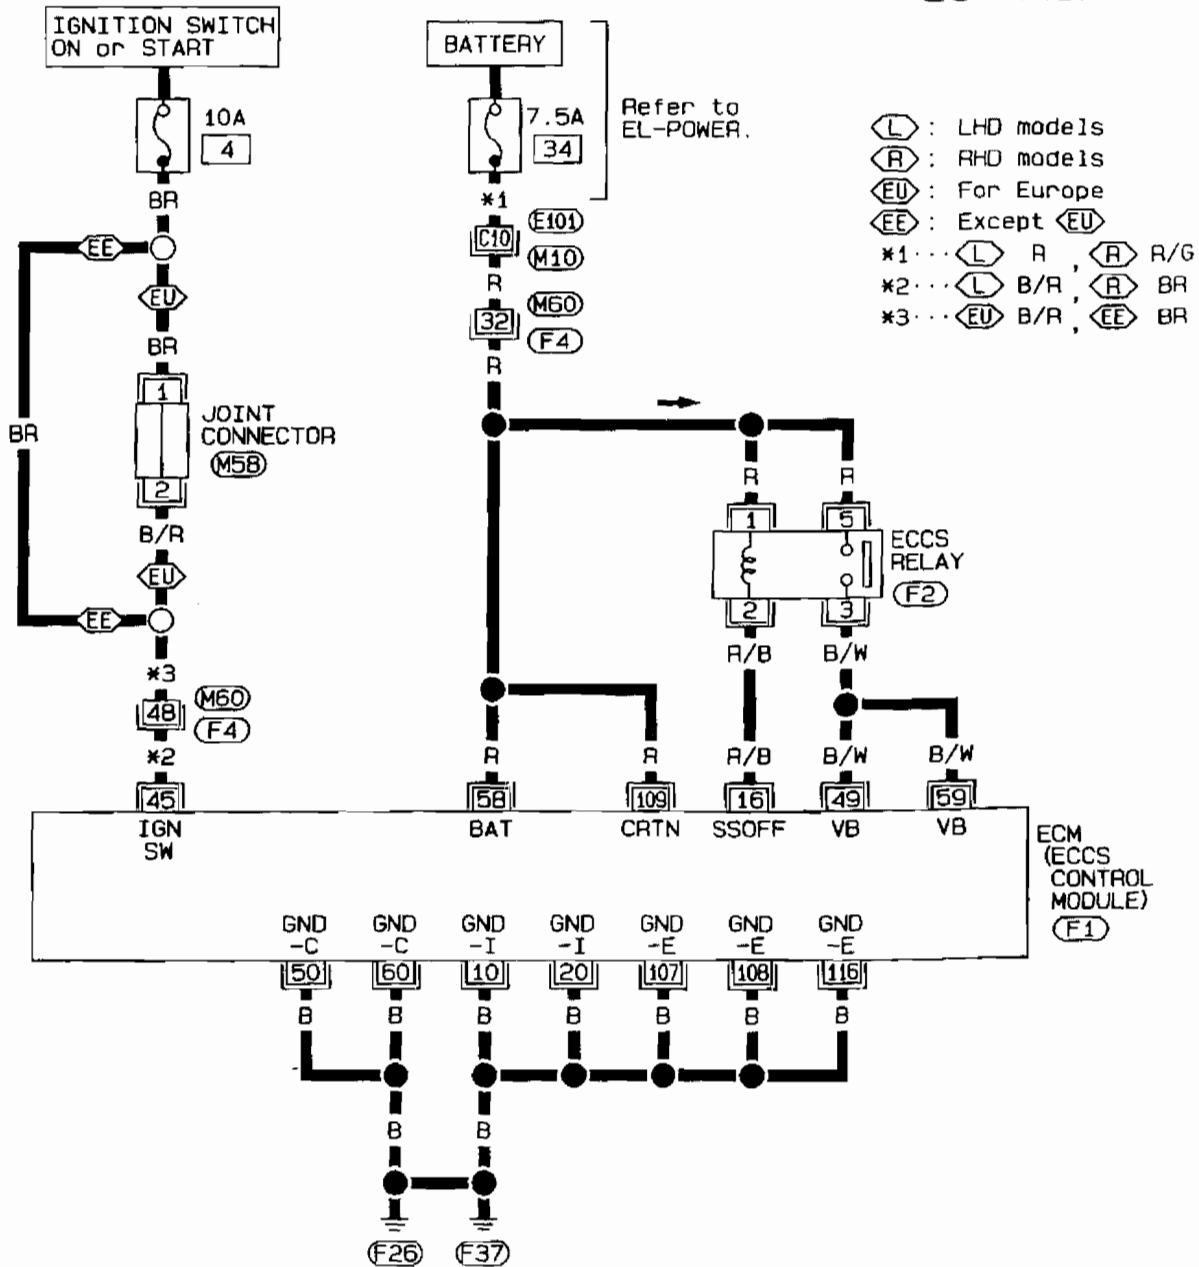 IGNITION SWITCH
ON or START
BATTERY
10A
4
7.5A
34
Refer to
EL-POWER.
L : LHD models
R : RHD models
EU : For Europe
EE : Except EU
*1··· L R , R R/G
*2··· L B/R, R BR
*3··· EU B/R, EE BR
BR
*1
EE
C10
E101
M10
EU
R
32
M60
F4
BR
R
1
BR
JOINT
CONNECTOR
M58
2
R
R
1
5
ECCS
RELAY
F2
B/R
EU
EE
2
3
R/B
B/W
*3
48
M60
F4
*2
R
R
R/B
B/W
B/W
45
58
109
16
49
59
IGN
SW
BAT
CRTN
SSOFF
VB
VB
ECM
(ECCS
CONTROL
MODULE)
F1
GND
-C
GND
-C
GND
-I
GND
-I
GND
-E
GND
-E
GND
-E
50
60
10
20
107
108
116
B
B
B
B
B
B
B
B
B
F26
F37